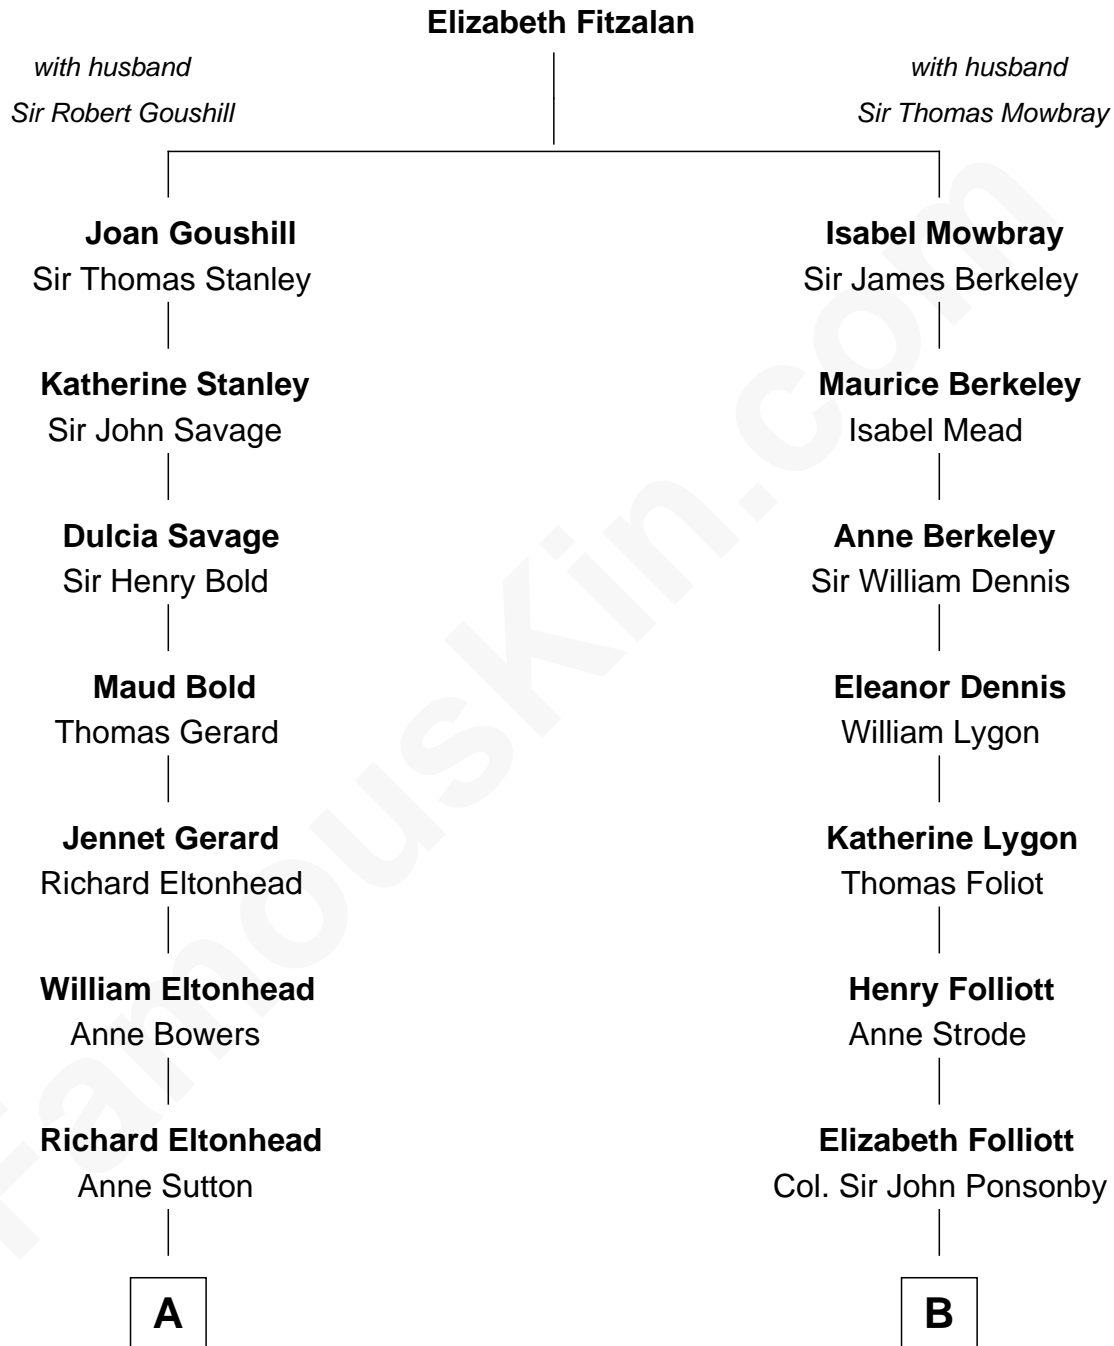 Elizabeth Fitzalan
with husband
Sir Robert Goushill
with husband
Sir Thomas Mowbray
Joan Goushill
Sir Thomas Stanley
Isabel Mowbray
Sir James Berkeley
Katherine Stanley
Sir John Savage
Maurice Berkeley
Isabel Mead
Dulcia Savage
Sir Henry Bold
Anne Berkeley
Sir William Dennis
Maud Bold
Thomas Gerard
Eleanor Dennis
William Lygon
Jennet Gerard
Richard Eltonhead
Katherine Lygon
Thomas Foliot
William Eltonhead
Anne Bowers
Henry Folliott
Anne Strode
Richard Eltonhead
Anne Sutton
Elizabeth Folliott
Col. Sir John Ponsonby
A
B
FamousKin.com